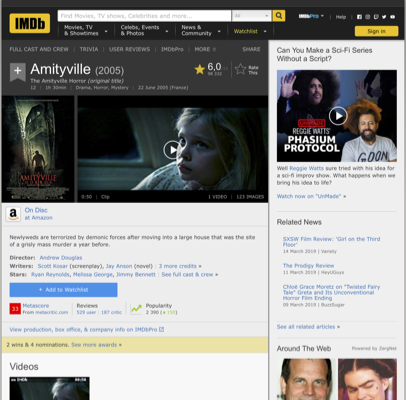 IMDb
Find Movies, TV shows, Celebrities and more...
All
IMDbPro
Help
Movies, TV & Showtimes
Celebs, Events & Photos
News & Community
Watchlist
Sign in
FULL CAST AND CREW | TRIVIA | USER REVIEWS | IMDbPro | MORE
SHARE
Amityville (2005)
The Amityville Horror (original title)
12 | 1h 30min | Drama, Horror, Mystery | 22 June 2005 (France)
6,0
Rate This
0:50 | Clip
1 VIDEO | 123 IMAGES
On Disc
at Amazon
Newlyweds are terrorized by demonic forces after moving into a large house that was the site of a grisly mass murder a year before.
Director: Andrew Douglas
Writers: Scott Kosar (screenplay), Jay Anson (novel) | 3 more credits »
Stars: Ryan Reynolds, Melissa George, Jimmy Bennett | See full cast & crew »
+ Add to Watchlist
33
Metascore
From metacritic.com
Reviews
529 user | 187 critic
Popularity
View production, box office, & company info on IMDbPro
2 wins & 4 nominations. See more awards »
Videos
Can You Make a Sci-Fi Series
Without a Script?
REGGIE WATTS'
PHASIUM
PROTOCOL
Well Reggie Watts sure tried with his idea for
a sci-fi improv show. What happens when we
bring his idea to life?
Watch now on "UnMade" »
Related News
SXSW Film Review: 'Girl on the Third
Floor'
14 March 2019 | Variety
The Prodigy Review
11 March 2019 | HeyUGuys
Chloë Grace Moretz on "Twisted Fairy
Tale" Greta and Its Unconventional
Horror Film Ending
09 March 2019 | BuzzSugar
See all related articles »
Around The Web
Powered by ZergNet